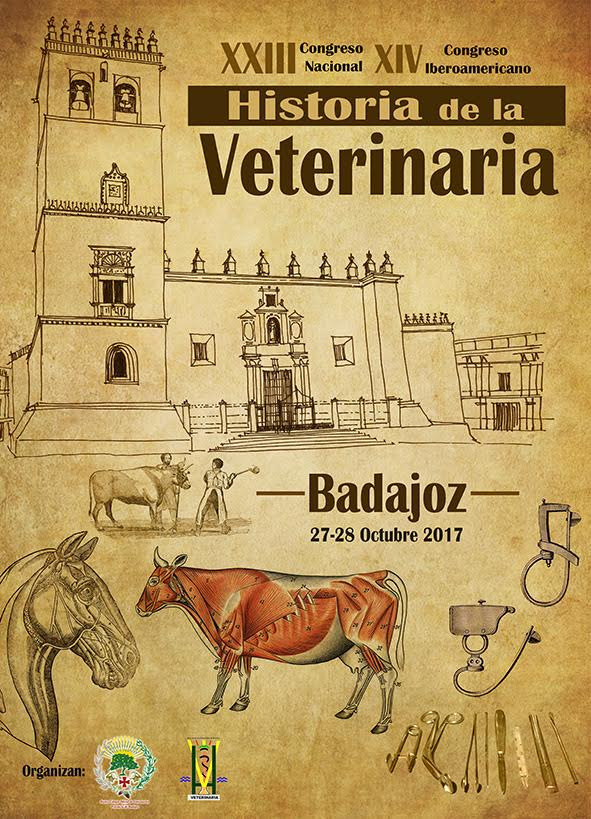 XXIII Congreso Nacional
XIV Congreso Iberoamericano
Historia de la
Veterinaria
Badajoz
27-28 Octubre 2017
Organizan:
VETERINARIA